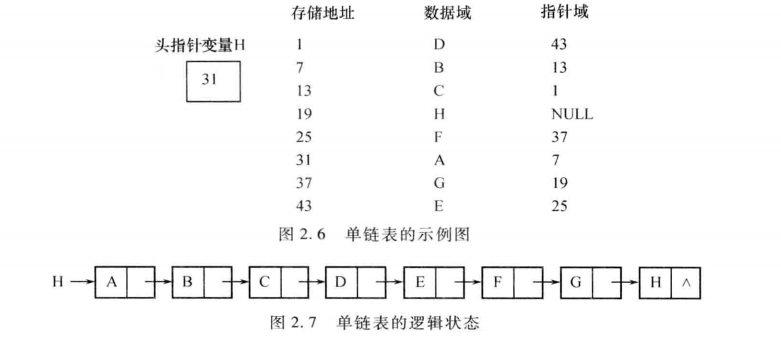 存储地址 数据域 指针域
头指针变量H 1 D 43
31 7 B 13
13 C 1
19 H NULL
25 F 37
31 A 7
37 G 19
43 E 25
图 2.6 单链表的示例图
H A B C D E F G H ∧
图 2.7 单链表的逻辑状态